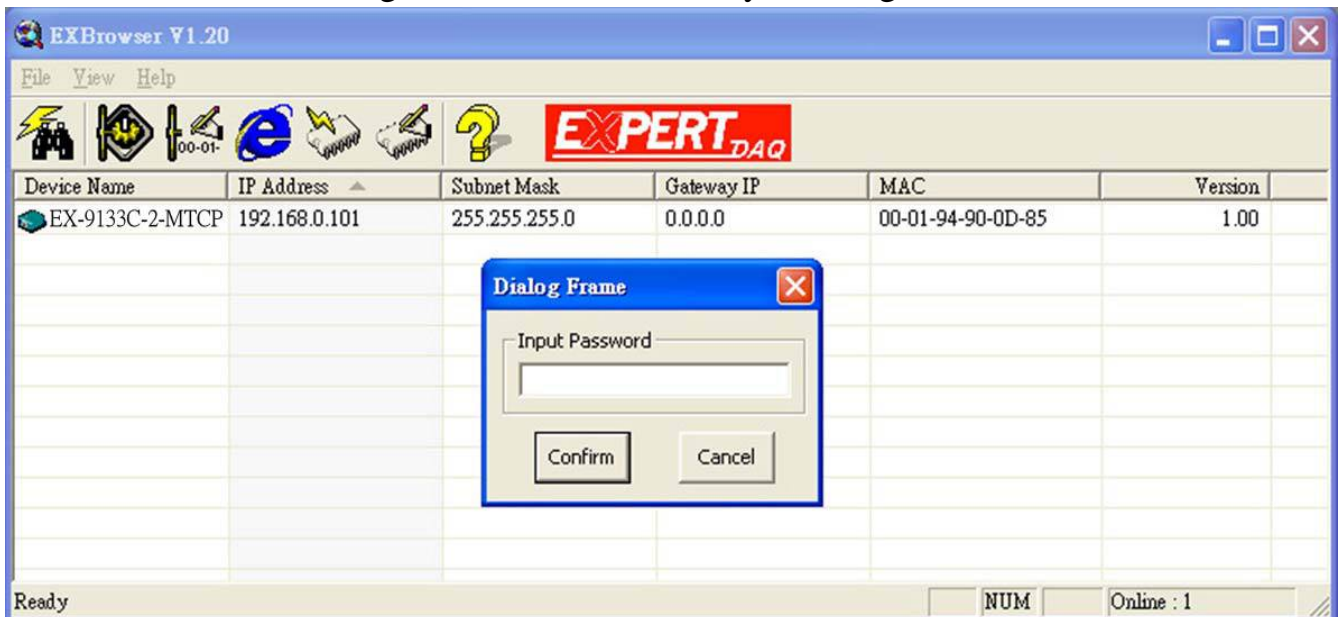 EXBrowser V1.20
File View Help
00-01-
EXPERT DAQ
Device Name IP Address Subnet Mask Gateway IP MAC Version
EX-9133C-2-MTCP 192.168.0.101 255.255.255.0 0.0.0.0 00-01-94-90-0D-85 1.00
Dialog Frame
Input Password
Confirm Cancel
Ready NUM Online : 1